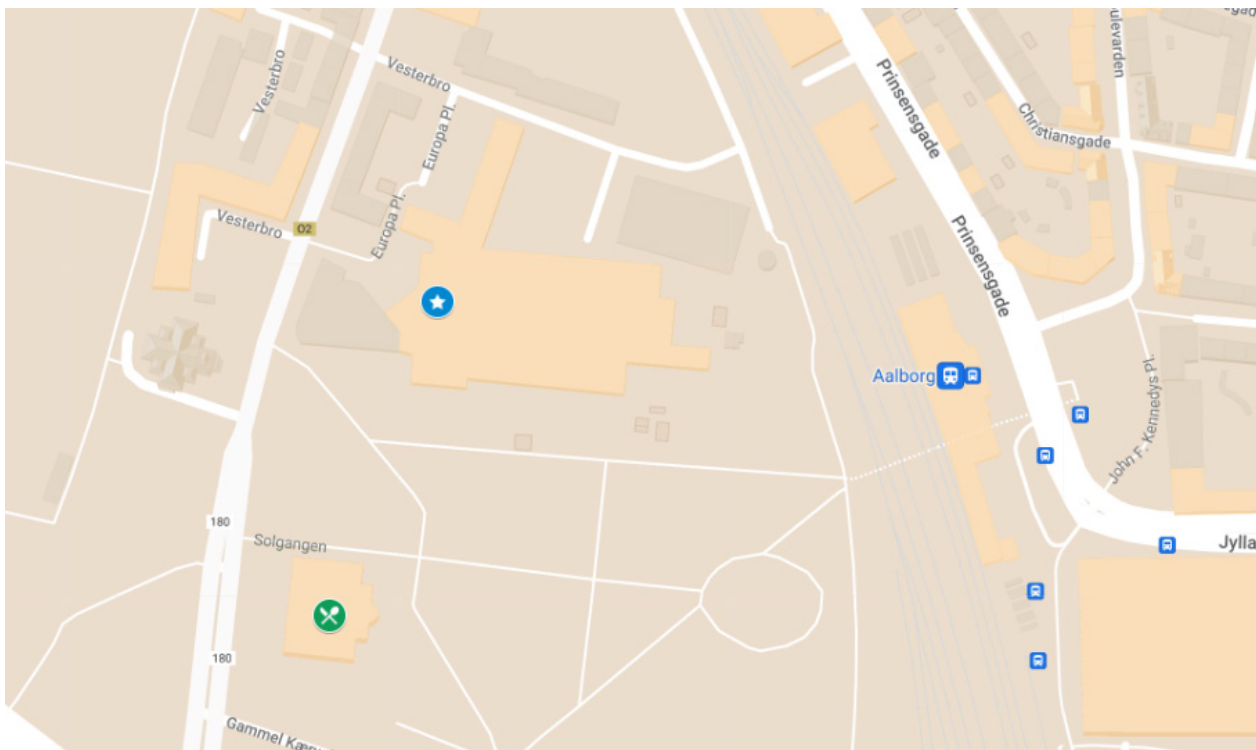 Vesterbro
Vesterbro
Europa Pl.
Vesterbro
O2
Europa Pl.
Prinsensgade
Christiansgade
Prinsensgade
Aalborg
John F. Kennedys Pl.
180
Solgangen
Jylla
180
Gammel Kær